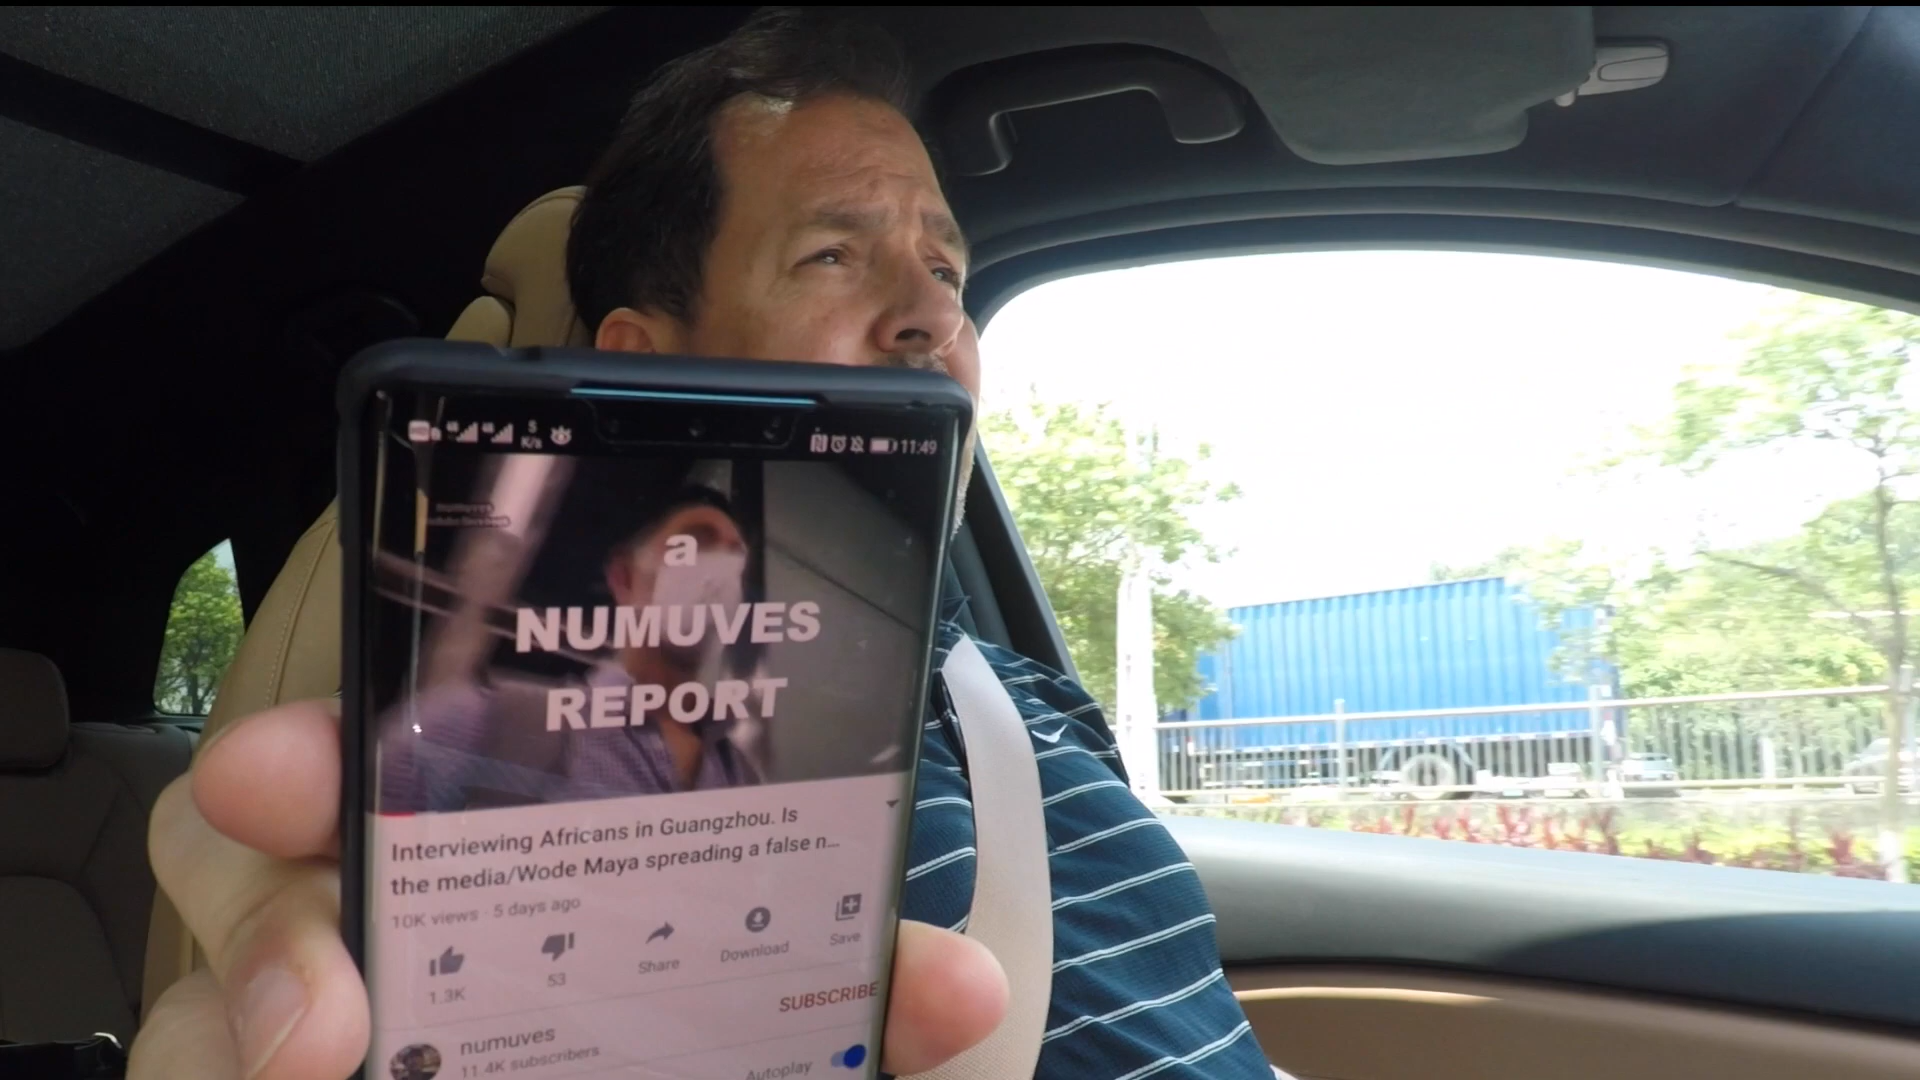 5
K/s
11:49
a
NUMUVES
REPORT
Interviewing Africans in Guangzhou. Is
the media/Wode Maya spreading a false n...
10K views · 5 days ago
1.3K
53
Share
Download
Save
SUBSCRIBE
numuves
11.4K subscribers
Autoplay